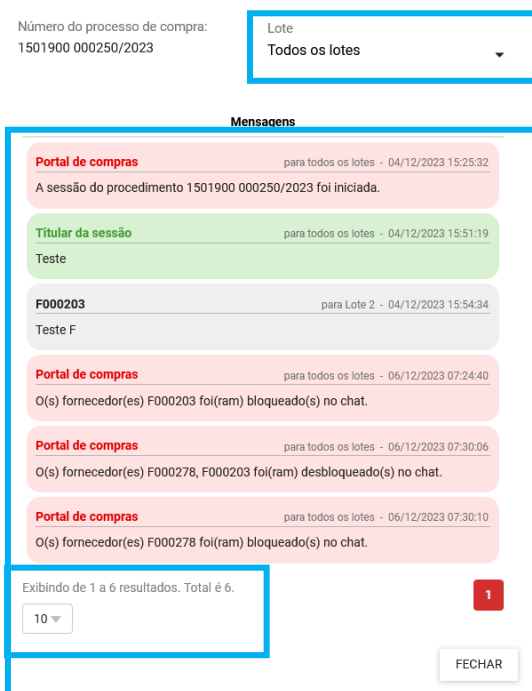 Número do processo de compra:
1501900 000250/2023
Lote
Todos os lotes
Mensagens
Portal de compras para todos os lotes - 04/12/2023 15:25:32
A sessão do procedimento 1501900 000250/2023 foi iniciada.
Titular da sessão para todos os lotes - 04/12/2023 15:51:19
Teste
F000203 para Lote 2 - 04/12/2023 15:54:34
Teste F
Portal de compras para todos os lotes - 06/12/2023 07:24:40
O(s) fornecedor(es) F000203 foi(ram) bloqueado(s) no chat.
Portal de compras para todos os lotes - 06/12/2023 07:30:06
O(s) fornecedor(es) F000278, F000203 foi(ram) desbloqueado(s) no chat.
Portal de compras para todos os lotes - 06/12/2023 07:30:10
O(s) fornecedor(es) F000278 foi(ram) bloqueado(s) no chat.
Exibindo de 1 a 6 resultados. Total é 6.
1
10
FECHAR